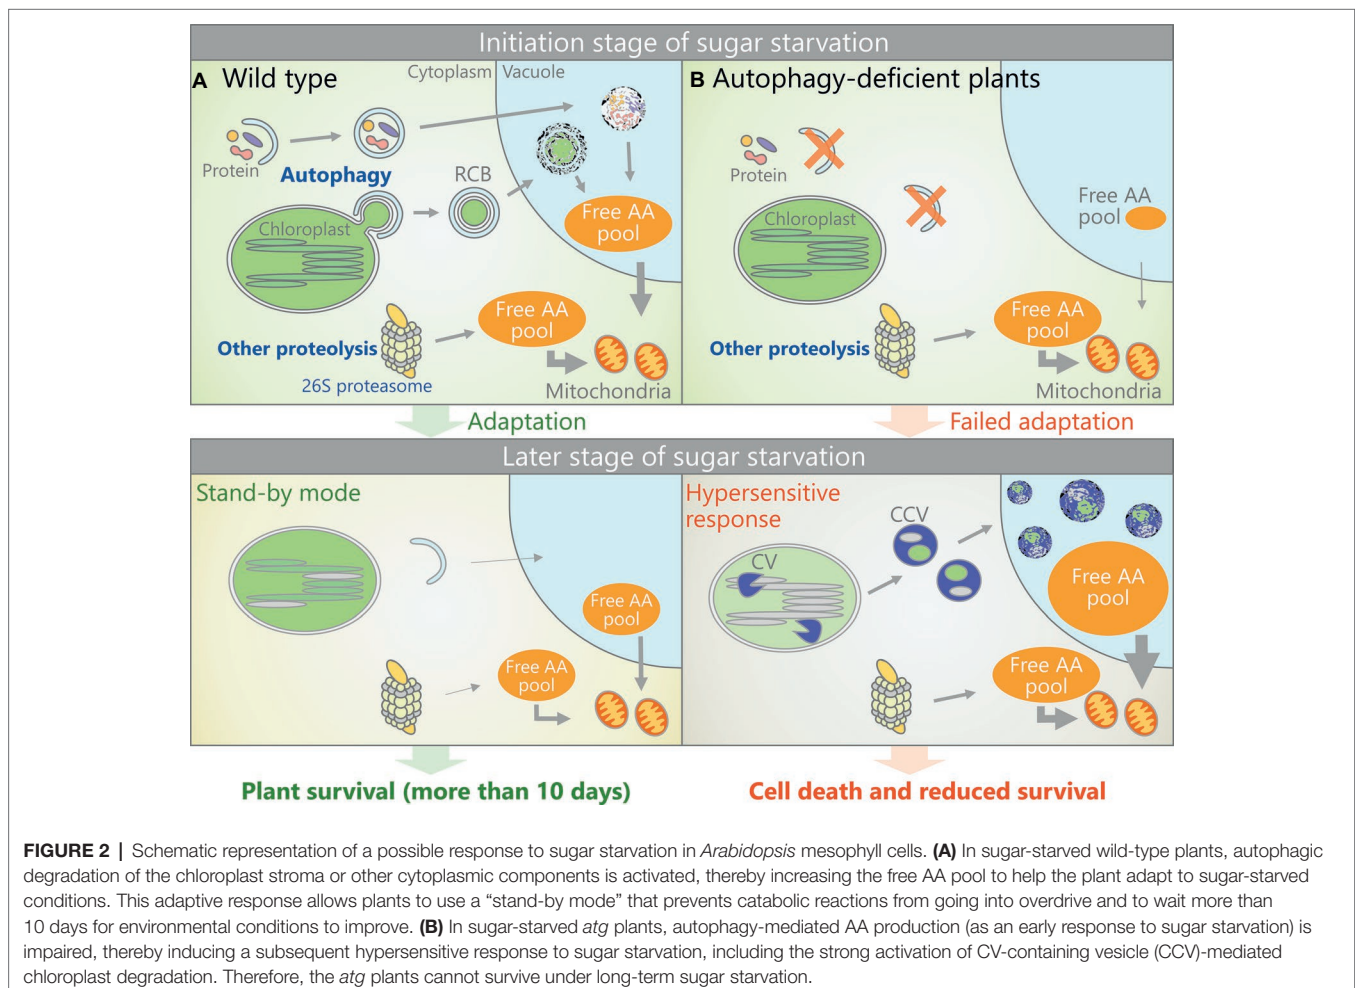 Initiation stage of sugar starvation
A Wild type
Cytoplasm
Vacuole
Protein
Autophagy
RCB
Chloroplast
Free AA
pool
Free AA
pool
Other proteolysis
26S proteasome
Mitochondria
B Autophagy-deficient plants
Protein
Free AA
pool
Chloroplast
Free AA
pool
Other proteolysis
Mitochondria
Adaptation
Failed adaptation
Later stage of sugar starvation
Stand-by mode
Free AA
pool
Free AA
pool
Hypersensitive
response
CCV
CV
Free AA
pool
Free AA
pool
Plant survival (more than 10 days)
Cell death and reduced survival
FIGURE 2 | Schematic representation of a possible response to sugar starvation in Arabidopsis mesophyll cells. (A) In sugar-starved wild-type plants, autophagic
degradation of the chloroplast stroma or other cytoplasmic components is activated, thereby increasing the free AA pool to help the plant adapt to sugar-starved
conditions. This adaptive response allows plants to use a “stand-by mode” that prevents catabolic reactions from going into overdrive and to wait more than
10 days for environmental conditions to improve. (B) In sugar-starved atg plants, autophagy-mediated AA production (as an early response to sugar starvation) is
impaired, thereby inducing a subsequent hypersensitive response to sugar starvation, including the strong activation of CV-containing vesicle (CCV)-mediated
chloroplast degradation. Therefore, the atg plants cannot survive under long-term sugar starvation.